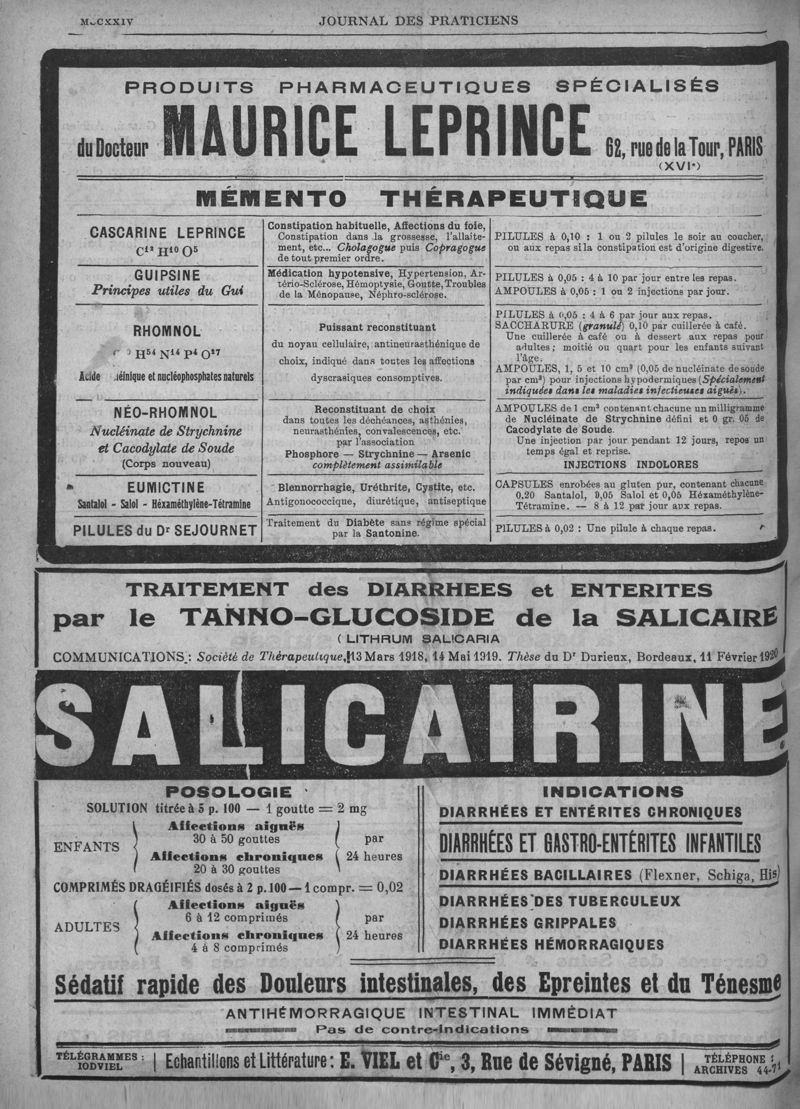 JOURNAL DES PRATICIENS
PRODUITS PHARMACEUTIQUES SPÉCIALISÉS
du Docteur MAURICE LEPRINCE 62, rue de la Tour, PARIS
(XVIᵉ)
MÉMENTO THÉRAPEUTIQUE
CASCARINE LEPRINCE
C¹² H¹⁰ O⁵
Constipation habituelle, Affections du foie,
Constipation dans la grossesse, l'allaite-
ment, etc... Cholagogue puis Copragogue
de tout premier ordre.
PILULES à 0,10 : 1 ou 2 pilules le soir au coucher,
ou aux repas si la constipation est d'origine digestive.
GUIPSINE
Principes utiles du Gui
Médication hypotensive, Hypertension, Ar-
tério-Sclérose, Hémoptysie, Goutte, Troubles
de la Ménopause, Néphro-sclérose.
PILULES à 0,05 : 4 à 10 par jour entre les repas.
AMPOULES à 0,05 : 1 ou 2 injections par jour.
RHOMNOL
H⁵⁴ N¹⁴ P⁴ O²⁷
Acide léinique et nucléophosphates naturels
Puissant reconstituant
du noyau cellulaire, antineurasthénique de
choix, indiqué dans toutes les affections
dyscrasiques consomptives.
PILULES à 0,05 : 4 à 6 par jour aux repas.
SACCHARURE (granulé) 0,10 par cuillerée à café.
Une cuillerée à café ou à dessert aux repas pour
adultes ; moitié ou quart pour les enfants suivant
l'âge.
AMPOULES, 1, 5 et 10 cm³ (0,05 de nucléinate de soude
par cm³) pour injections hypodermiques (Spécialement
indiquées dans les maladies infectieuses aiguës).
NÉO-RHOMNOL
Nucléinate de Strychnine
et Cacodylate de Soude
(Corps nouveau)
Reconstituant de choix
dans toutes les déchéances, asthénies,
neurasthénies, convalescences, etc.
par l'association
Phosphore — Strychnine — Arsenic
complètement assimilable
AMPOULES de 1 cm³ contenant chacune un milligramme
de Nucléinate de Strychnine défini et 0 gr. 05 de
Cacodylate de Soude.
Une injection par jour pendant 12 jours, repos un
temps égal et reprise.
INJECTIONS INDOLORES
EUMICTINE
Santalol - Salol - Héxaméthylène-Tétramine
Blennorrhagie, Uréthrite, Cystite, etc.
Antigonococcique, diurétique, antiseptique
CAPSULES enrobées au gluten pur, contenant chacune
0.20 Santalol, 0,05 Salol et 0,05 Héxaméthylène-
Tétramine. — 8 à 12 par jour aux repas.
PILULES du Dʳ SEJOURNET
Traitement du Diabète sans régime spécial
par la Santonine.
PILULES à 0,02 : Une pilule à chaque repas.
TRAITEMENT des DIARRHEES et ENTERITES
par le TANNO-GLUCOSIDE de la SALICAIRE
(LITHRUM SALICARIA
COMMUNICATIONS : Société de Thérapeutique, 13 Mars 1918, 14 Mai 1919. Thèse du Dʳ Durieux, Bordeaux, 11 Février 1920
SALICAIRINE
POSOLOGIE
SOLUTION titrée à 5 p. 100 — 1 goutte = 2 mg
ENFANTS
Affections aiguës
30 à 50 gouttes
Affections chroniques
20 à 30 gouttes
par
24 heures
COMPRIMÉS DRAGÉIFIÉS dosés à 2 p. 100 — 1 compr. = 0,02
ADULTES
Affections aiguës
6 à 12 comprimés
Affections chroniques
4 à 8 comprimés
par
24 heures
INDICATIONS
DIARRHÉES ET ENTÉRITES CHRONIQUES
DIARRHÉES ET GASTRO-ENTÉRITES INFANTILES
DIARRHÉES BACILLAIRES (Flexner, Schiga, His)
DIARRHÉES DES TUBERCULEUX
DIARRHÉES GRIPPALES
DIARRHÉES HÉMORRAGIQUES
Sédatif rapide des Douleurs intestinales, des Epreintes et du Ténesme
ANTIHÉMORRAGIQUE INTESTINAL IMMÉDIAT
Pas de contre-indications
TÉLÉGRAMMES :
IODVIEL
Echantillons et Littérature : E. VIEL et Cⁱᵉ, 3, Rue de Sévigné, PARIS
TÉLÉPHONE :
ARCHIVES 44-71